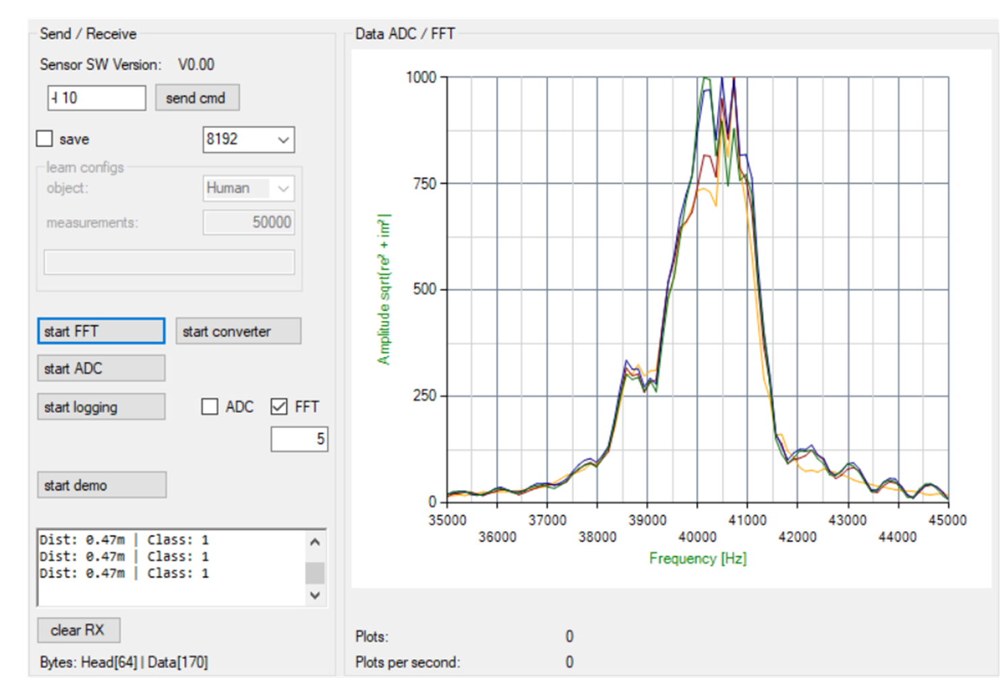 Send / Receive
Sensor SW Version: V0.00
-l 10
send cmd
save
8192
learn configs
object:
Human
measurements:
50000
start FFT
start converter
start ADC
start logging
ADC
FFT
5
start demo
Dist: 0.47m | Class: 1
Dist: 0.47m | Class: 1
Dist: 0.47m | Class: 1
clear RX
Bytes: Head[64] | Data[170]
Data ADC / FFT
1000
750
500
250
0
Amplitude sqrt(re² + im²]
35000
37000
39000
41000
43000
45000
36000
38000
40000
42000
44000
Frequency [Hz]
Plots: 0
Plots per second: 0